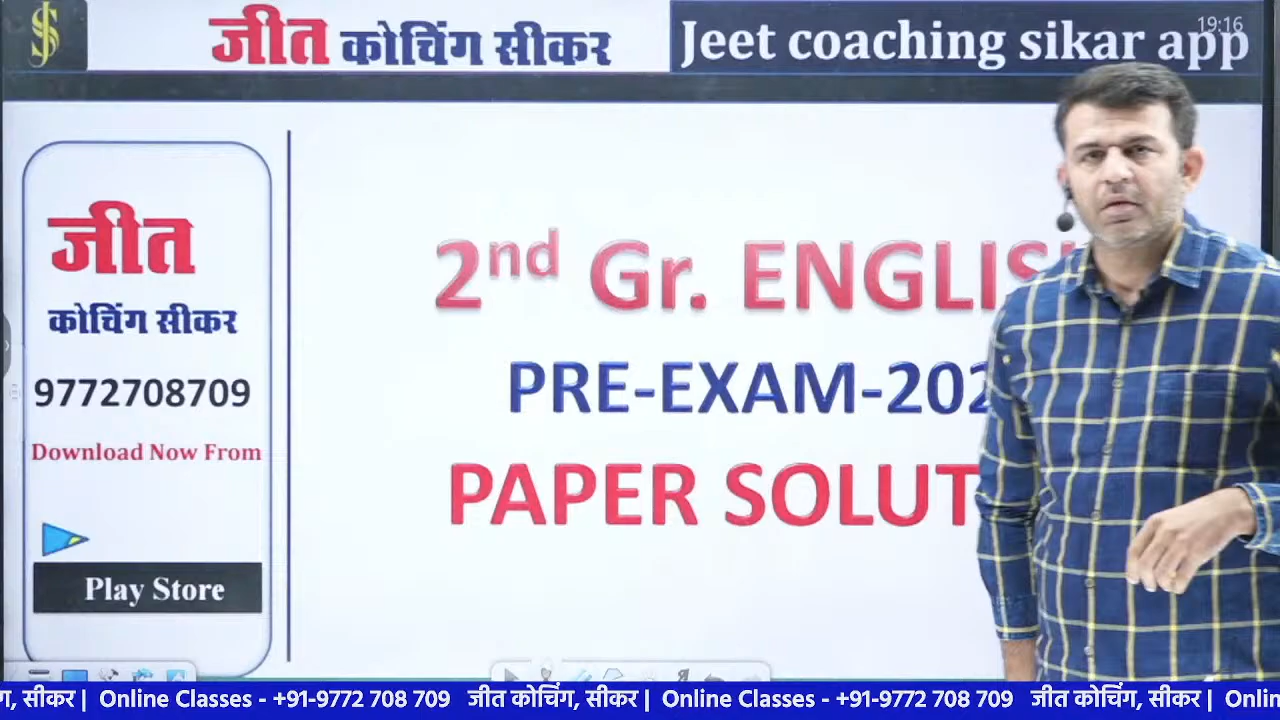 जीत कोचिंग सीकर
Jeet coaching sikar app
19:16
जीत
कोचिंग सीकर
9772708709
Download Now From
Play Store
2nd Gr. ENGLIS
PRE-EXAM-202
PAPER SOLUT
ग, सीकर | Online Classes - +91-9772 708 709 जीत कोचिंग, सीकर | Online Classes - +91-9772 708 709 जीत कोचिंग, सीकर | Onlin